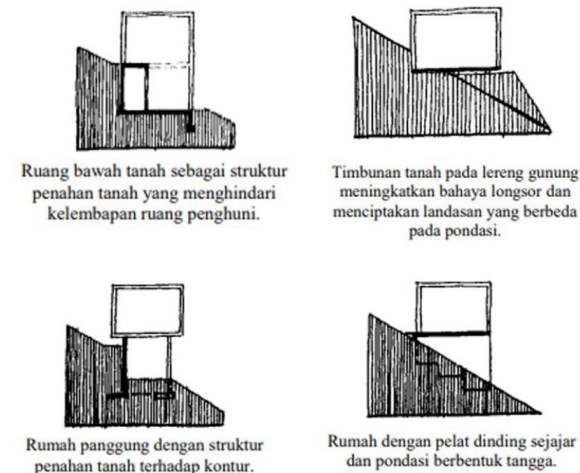 Ruang bawah tanah sebagai struktur
penahan tanah yang menghindari
kelembapan ruang penghuni.
Timbunan tanah pada lereng gunung
meningkatkan bahaya longsor dan
menciptakan landasan yang berbeda
pada pondasi.
Rumah panggung dengan struktur
penahan tanah terhadap kontur.
Rumah dengan pelat dinding sejajar
dan pondasi berbentuk tangga.